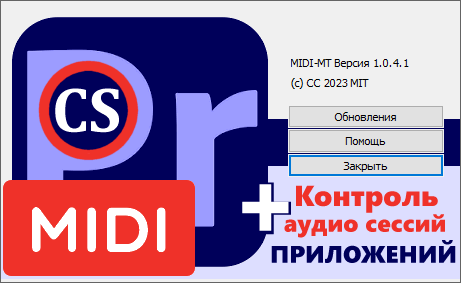 Pr
CS
MIDI
MIDI-MT Версия 1.0.4.1
(c) CC 2023 MIT
Обновления
Помощь
Закрыть
+ Контроль
аудио сессий
ПРИЛОЖЕНИЙ